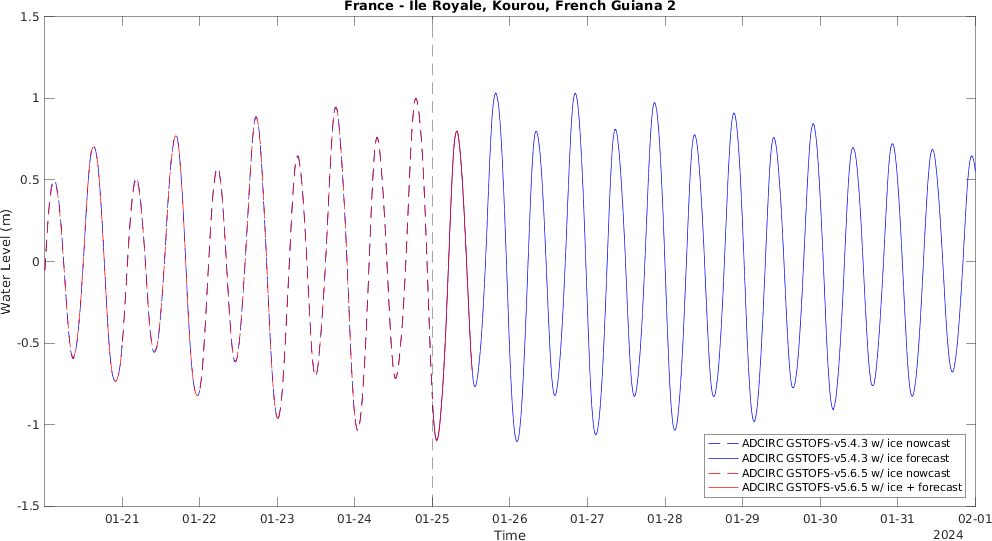 France - Ile Royale, Kourou, French Guiana 2
1.5
1
0.5
0
-0.5
-1
-1.5
Water Level (m)
01-21 01-22 01-23 01-24 01-25 01-26 01-27 01-28 01-29 01-30 01-31 02-01
Time
2024
ADCIRC GSTOFS-v5.4.3 w/ ice nowcast
ADCIRC GSTOFS-v5.4.3 w/ ice forecast
ADCIRC GSTOFS-v5.6.5 w/ ice nowcast
ADCIRC GSTOFS-v5.6.5 w/ ice + forecast